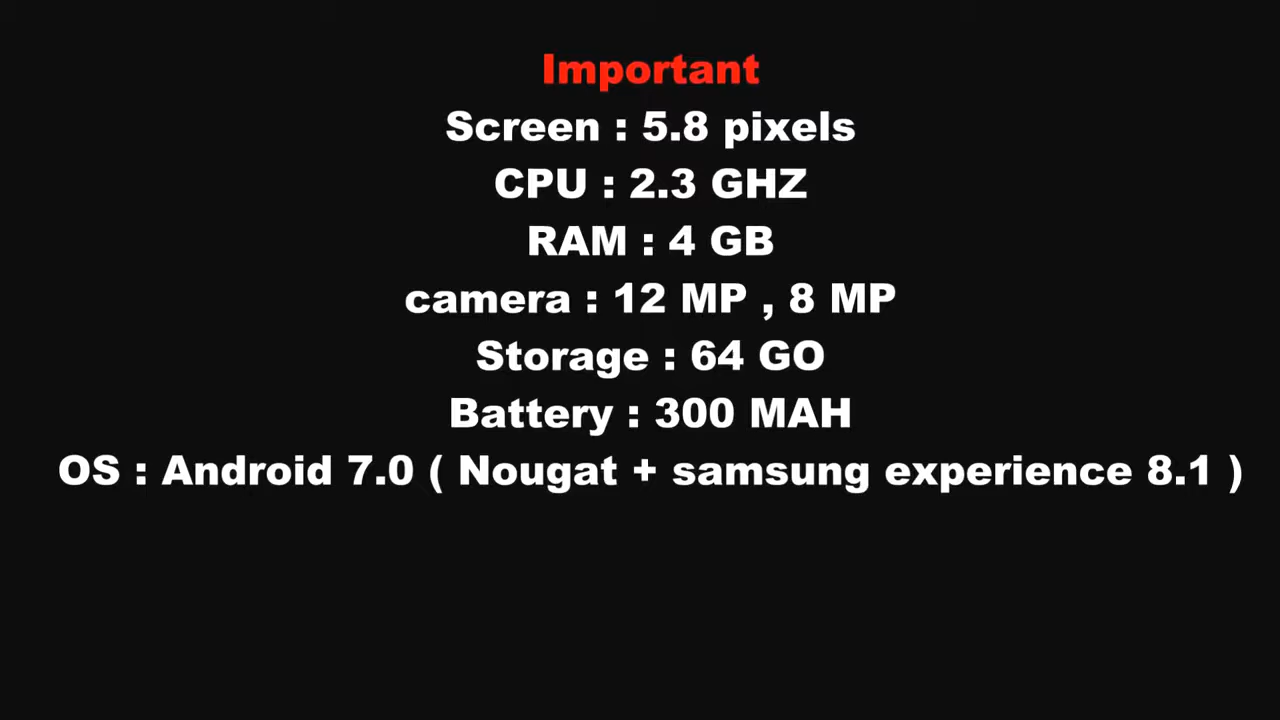 Important
Screen : 5.8 pixels
CPU : 2.3 GHZ
RAM : 4 GB
camera : 12 MP , 8 MP
Storage : 64 GO
Battery : 300 MAH
OS : Android 7.0 ( Nougat + samsung experience 8.1 )